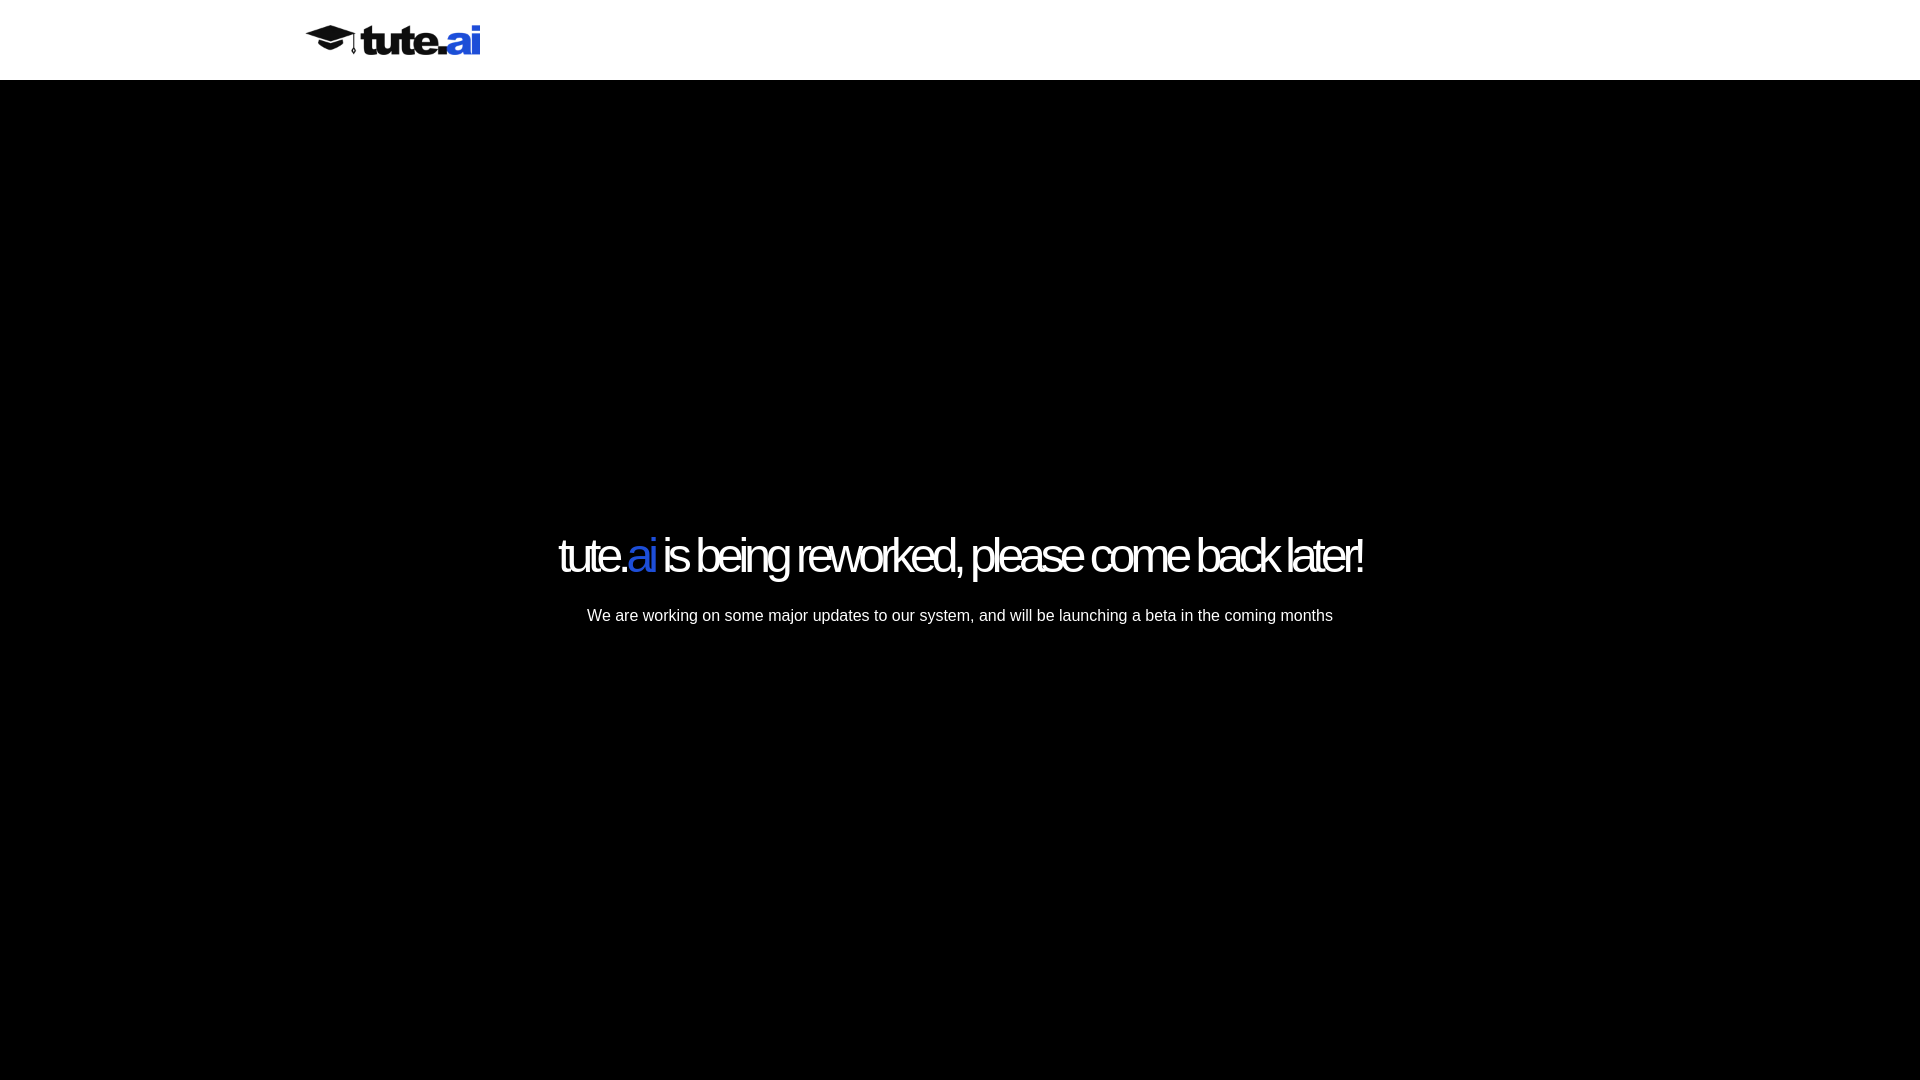 tute.ai
tute.ai is being reworked, please come back later!
We are working on some major updates to our system, and will be launching a beta in the coming months